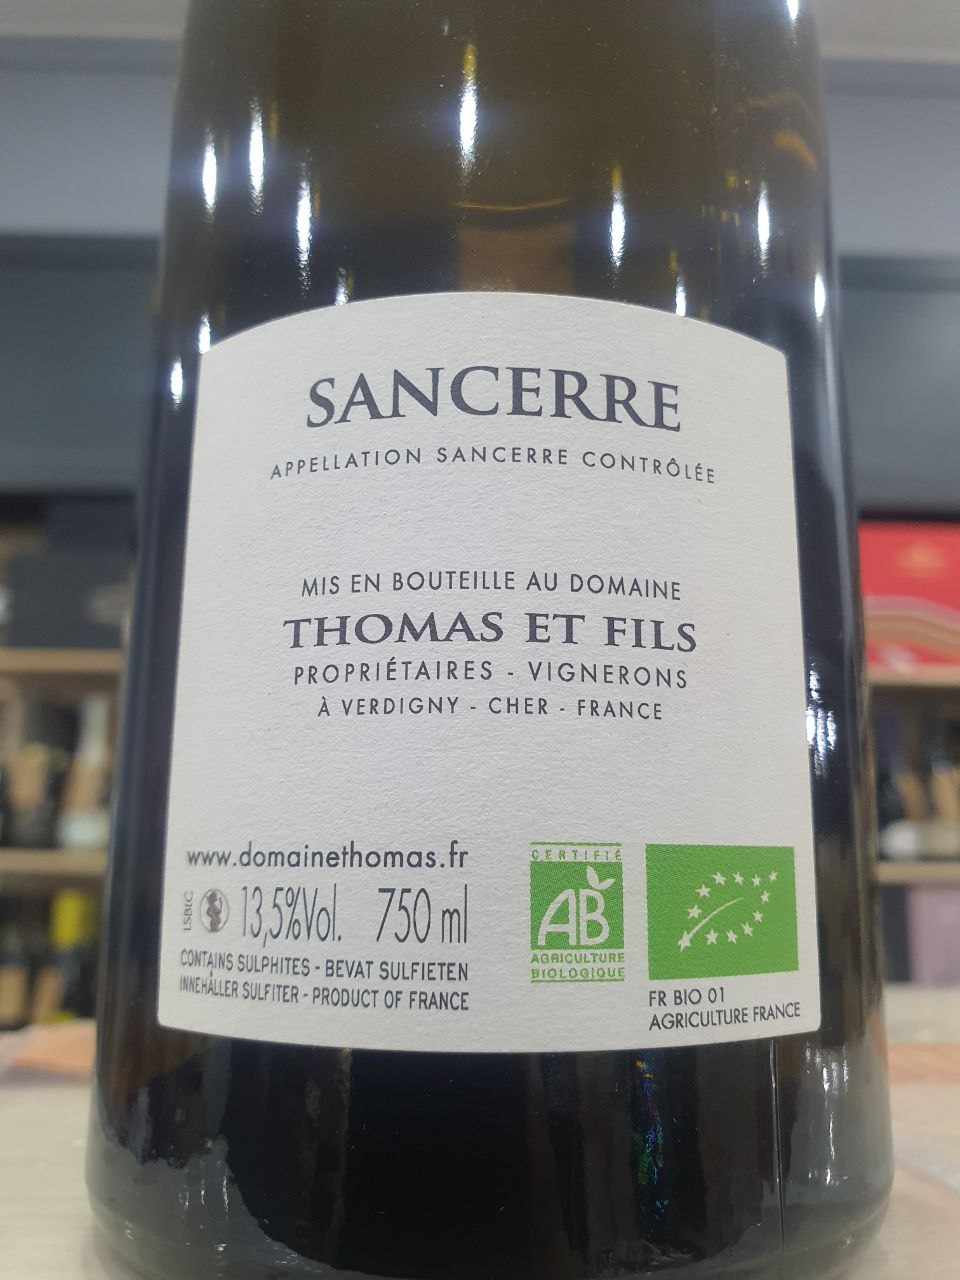 SANCERRE
APPELLATION SANCERRE CONTRÔLÉE
MIS EN BOUTEILLE AU DOMAINE
THOMAS ET FILS
PROPRIÉTAIRES - VIGNERONS
À VERDIGNY - CHER - FRANCE
www.domainethomas.fr
LSBIC
13,5%Vol. 750 ml
CONTAINS SULPHITES - BEVAT SULFIETEN
INNEHÅLLER SULFITER - PRODUCT OF FRANCE
CERTIFIÉ
AB
AGRICULTURE
BIOLOGIQUE
FR BIO 01
AGRICULTURE FRANCE